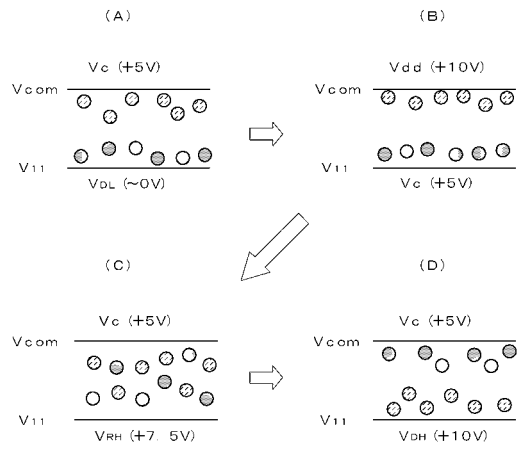 (A)
(B)
Vc (+5V)
Vdd (+10V)
Vcom
Vcom
V11
V11
VDL (~0V)
Vc (+5V)
(C)
(D)
Vc (+5V)
Vc (+5V)
Vcom
Vcom
V11
V11
VRH (+7. 5V)
VDH (+10V)